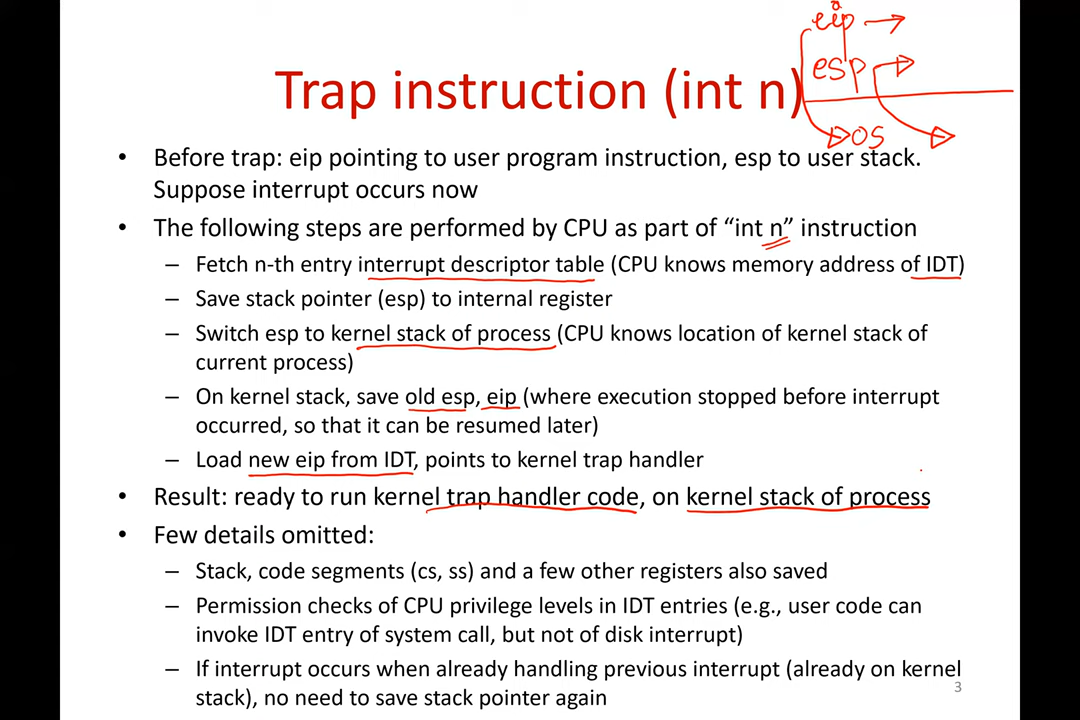 eip →
esp
OS
Trap instruction (int n)
• Before trap: eip pointing to user program instruction, esp to user stack.
Suppose interrupt occurs now
• The following steps are performed by CPU as part of “int n” instruction
– Fetch n-th entry interrupt descriptor table (CPU knows memory address of IDT)
– Save stack pointer (esp) to internal register
– Switch esp to kernel stack of process (CPU knows location of kernel stack of
current process)
– On kernel stack, save old esp, eip (where execution stopped before interrupt
occurred, so that it can be resumed later)
– Load new eip from IDT, points to kernel trap handler
• Result: ready to run kernel trap handler code, on kernel stack of process
• Few details omitted:
– Stack, code segments (cs, ss) and a few other registers also saved
– Permission checks of CPU privilege levels in IDT entries (e.g., user code can
invoke IDT entry of system call, but not of disk interrupt)
– If interrupt occurs when already handling previous interrupt (already on kernel
stack), no need to save stack pointer again
3